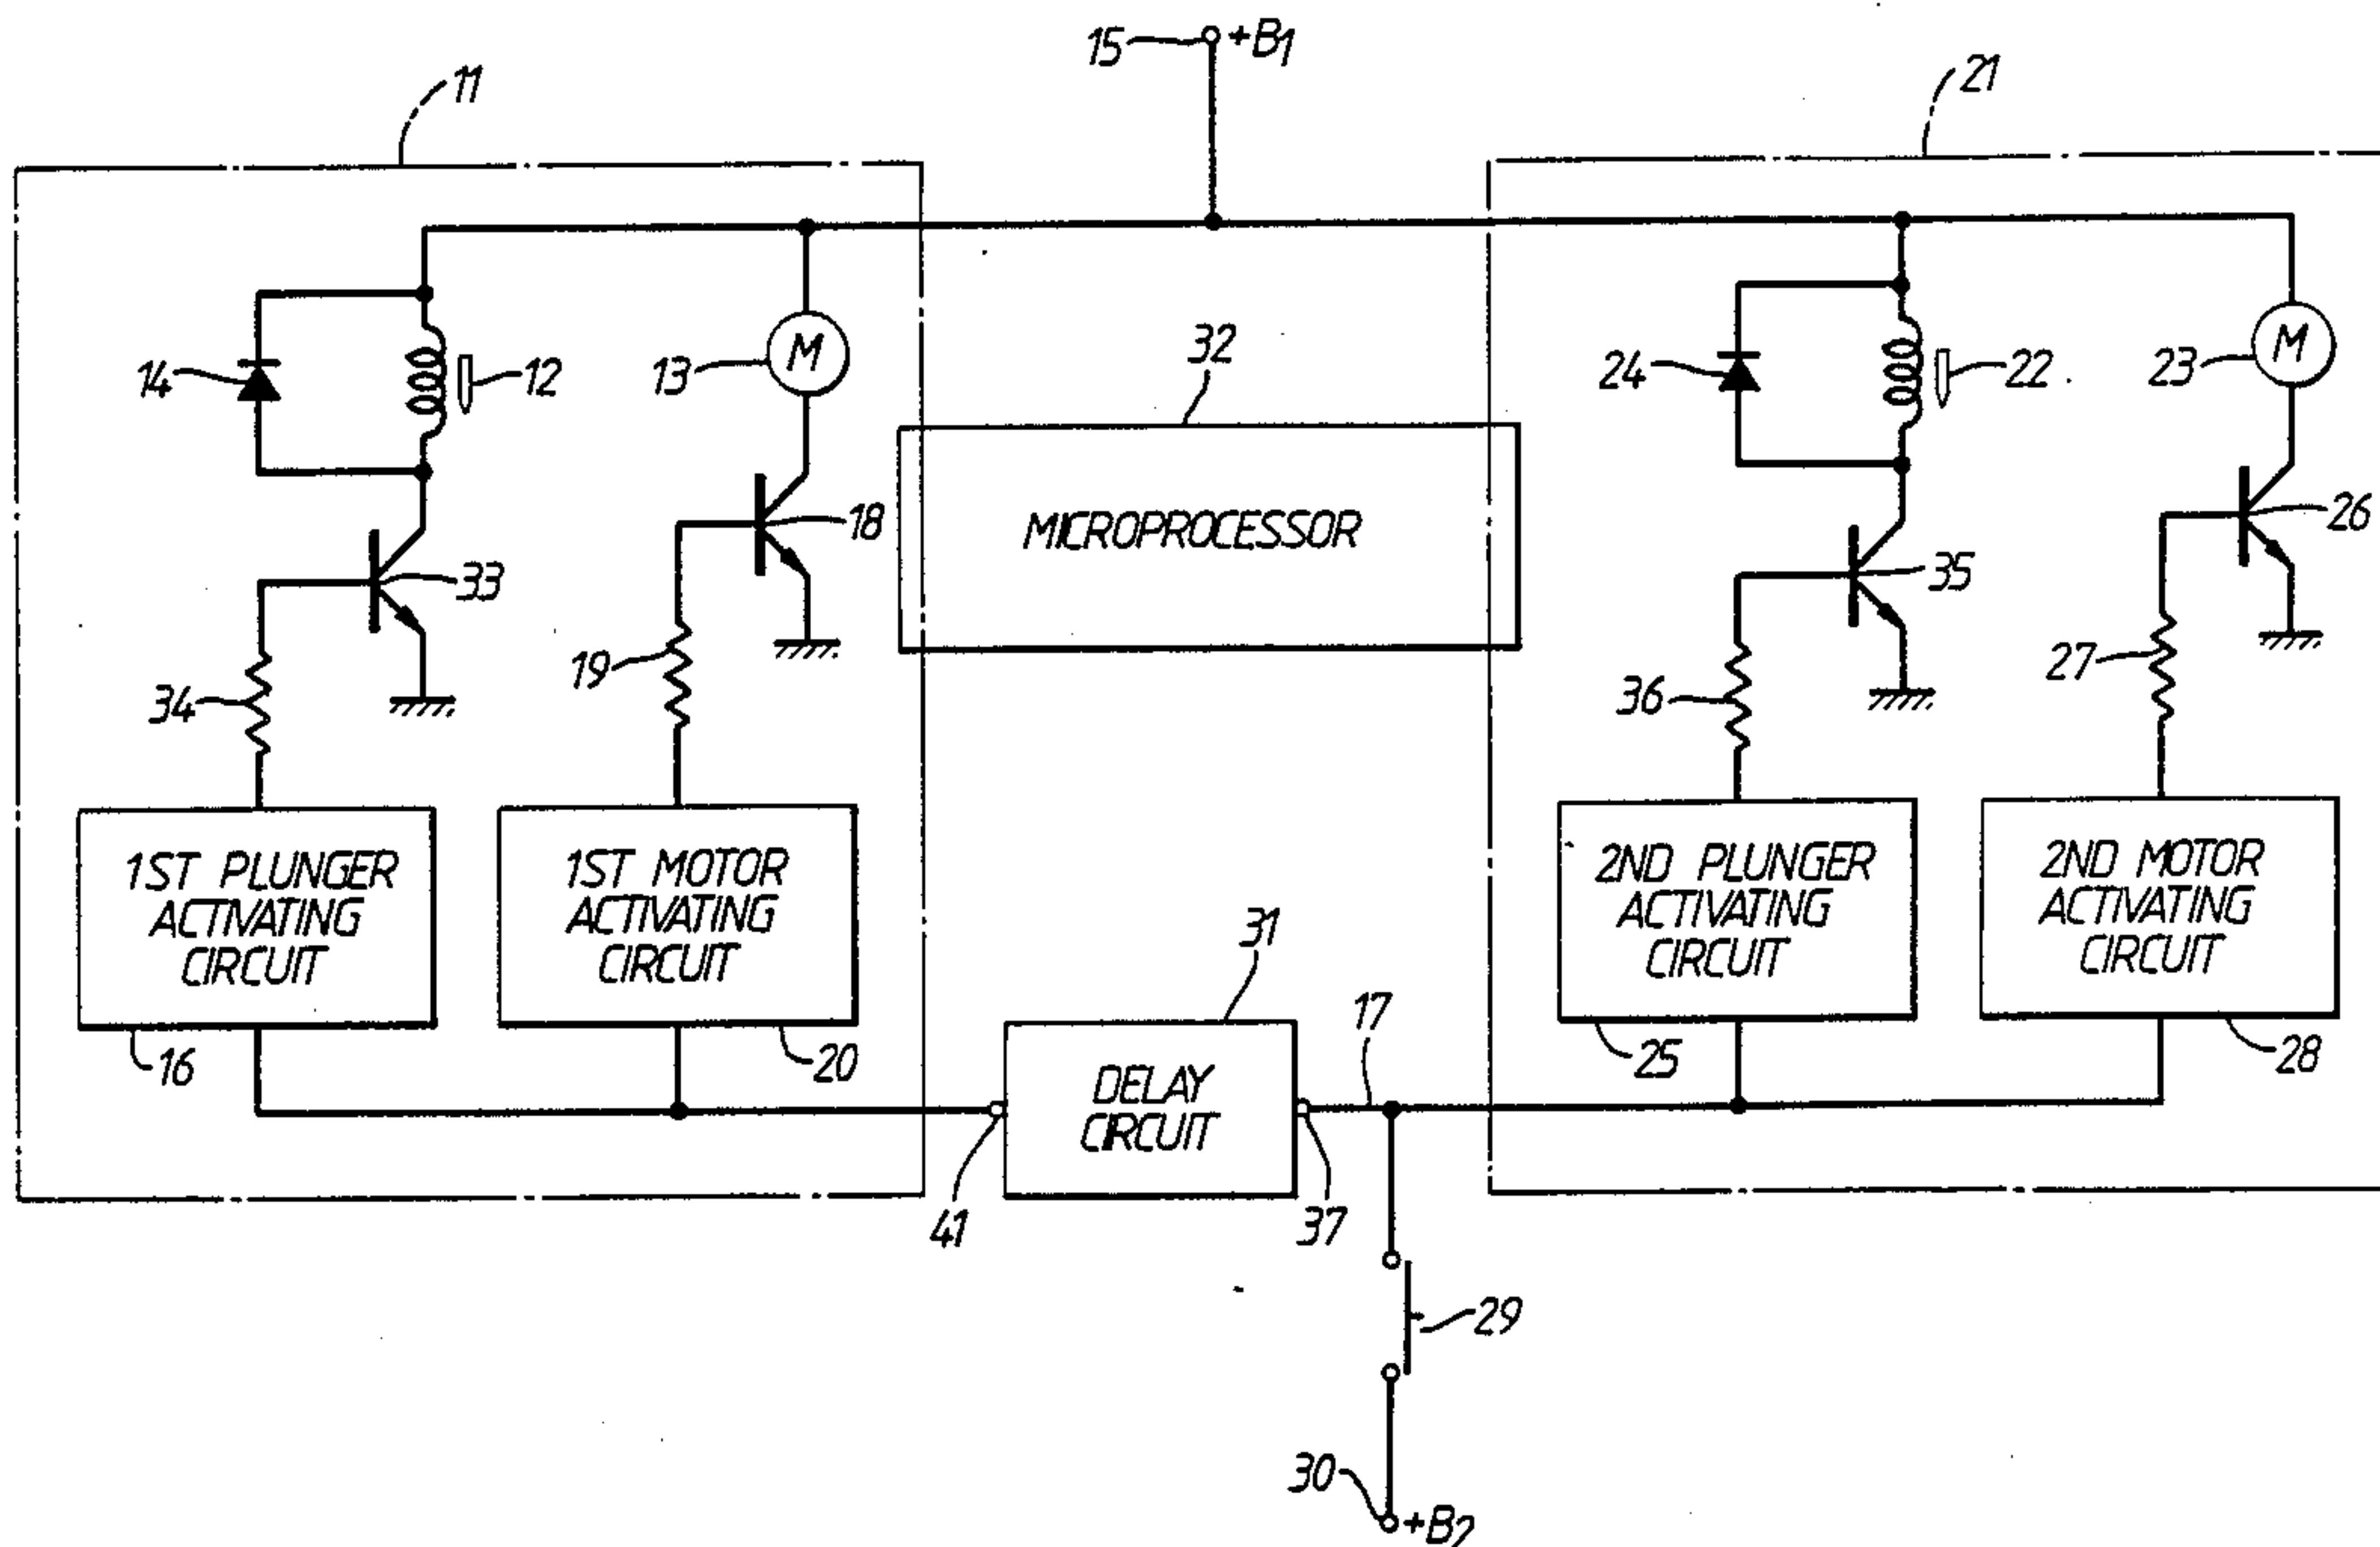 15
+B1
11
21
14
12
13
M
32
24
22
23
M
MICROPROCESSOR
18
33
26
35
19
34
27
36
1ST PLUNGER
ACTIVATING
CIRCUIT
1ST MOTOR
ACTIVATING
CIRCUIT
2ND PLUNGER
ACTIVATING
CIRCUIT
2ND MOTOR
ACTIVATING
CIRCUIT
16
20
31
17
25
28
DELAY
CIRCUIT
41
37
29
30
+B2